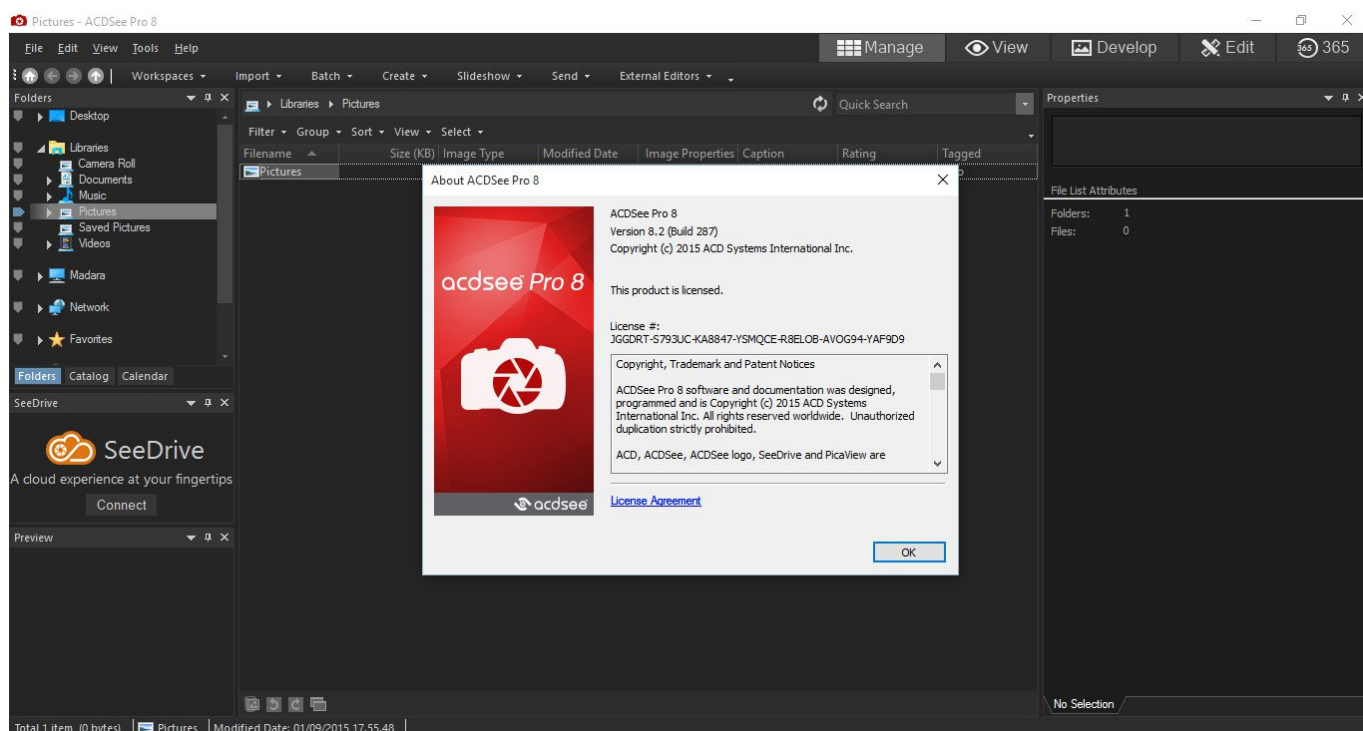 Pictures - ACDSee Pro 8
File Edit View Tools Help
Manage View Develop Edit 365 365
Workspaces Import Batch Create Slideshow Send External Editors
Folders
Desktop
Libraries
Camera Roll
Documents
Music
Pictures
Saved Pictures
Videos
Madara
Network
Favorites
Folders Catalog Calendar
SeeDrive
SeeDrive
A cloud experience at your fingertips
Connect
Preview
Libraries Pictures
Quick Search
Filter Group Sort View Select
Filename Size (KB) Image Type Modified Date Image Properties Caption Rating Tagged
Pictures
About ACDSee Pro 8
acdsee Pro 8
acdsee
ACDSee Pro 8
Version 8.2 (Build 287)
Copyright (c) 2015 ACD Systems International Inc.
This product is licensed.
License #:
JGGDRT-S793UC-KA8847-YSMQCE-R8ELOB-AVOG94-YAF9D9
Copyright, Trademark and Patent Notices
ACDSee Pro 8 software and documentation was designed,
programmed and is Copyright (c) 2015 ACD Systems
International Inc. All rights reserved worldwide. Unauthorized
duplication strictly prohibited.
ACD, ACDSee, ACDSee logo, SeeDrive and PicaView are
License Agreement
OK
Properties
File List Attributes
Folders: 1
Files: 0
No Selection
Total 1 item (0 bytes) Pictures Modified Date: 01/09/2015 17.55.48